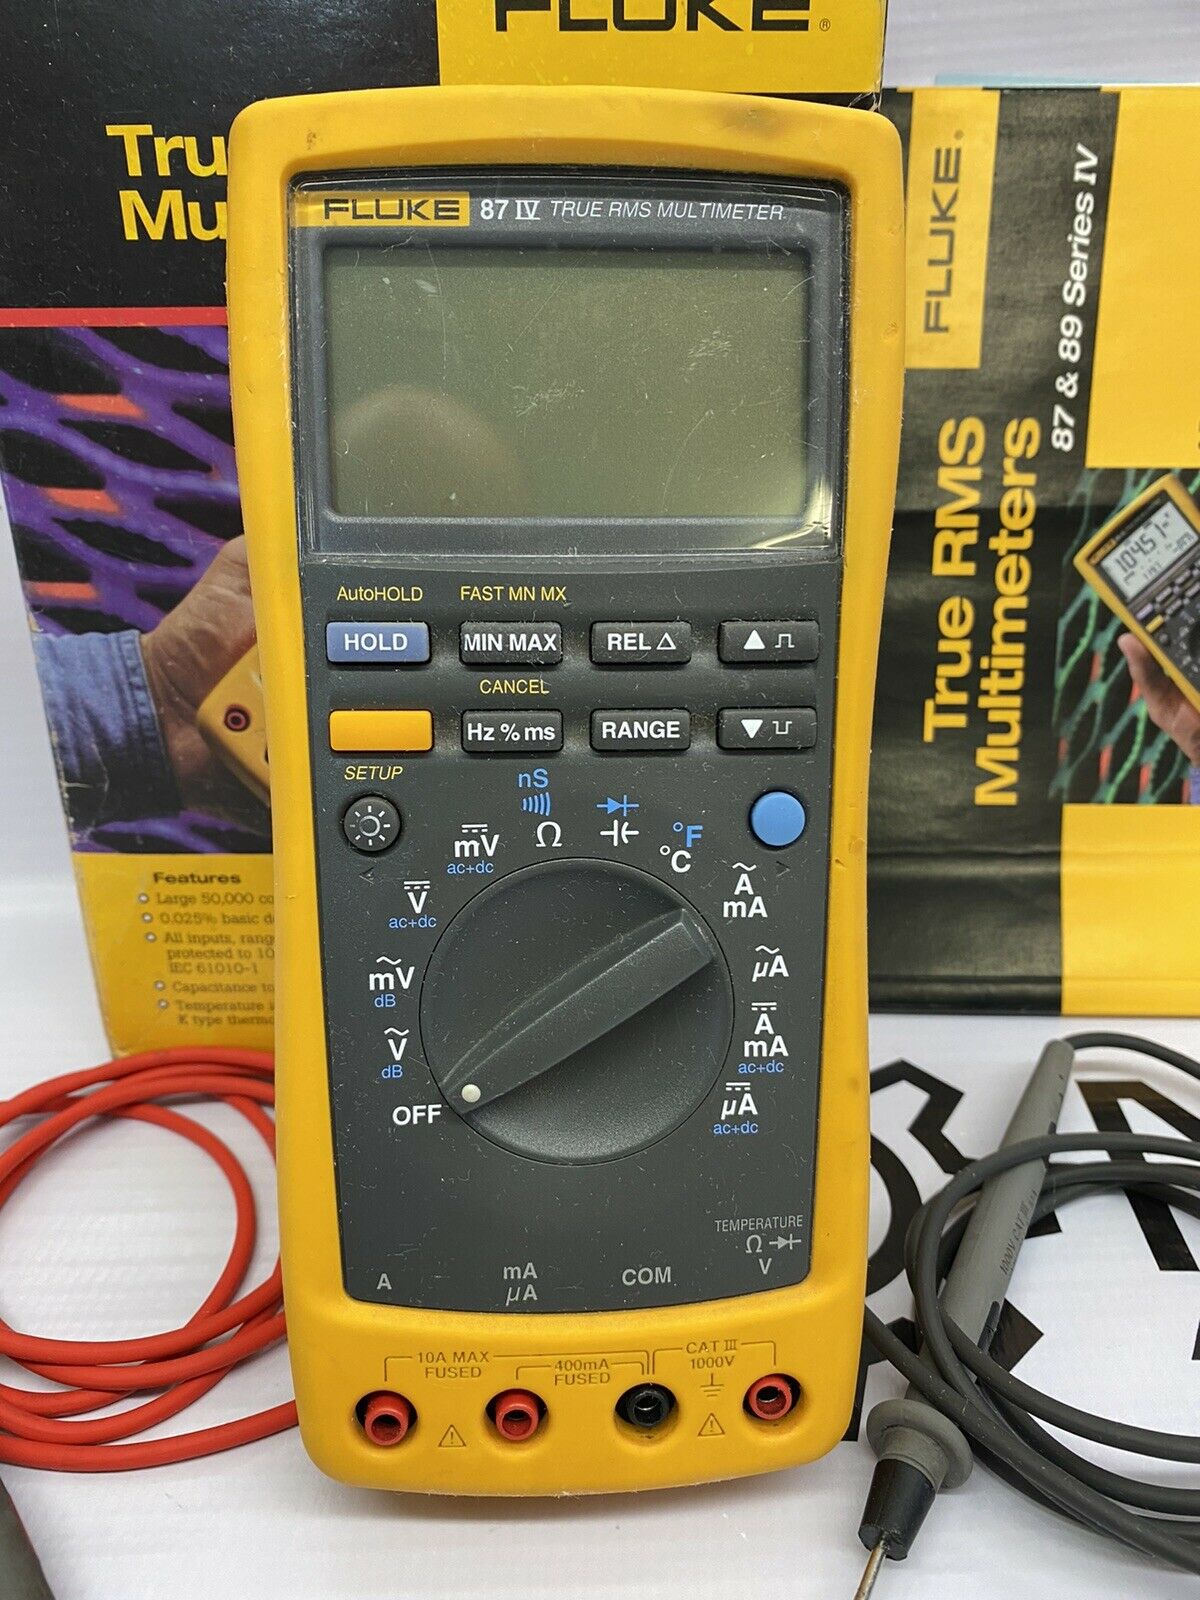 FLUKE®
Tru
Mu
Features
Large 50,000 co
0.025% basic d
All inputs, rang
protected to 10
IEC 61010-1
Capacitance to
Temperature
K type thermo
FLUKE 87 IV TRUE RMS MULTIMETER
AutoHOLD FAST MN MX
HOLD MIN MAX REL Δ ▲
CANCEL
Hz % ms RANGE ▼
SETUP
nS
Ω
mV
ac+dc
V
ac+dc
mV
dB
V
dB
OFF
°F
°C
A
mA
µA
A
mA
ac+dc
µA
ac+dc
TEMPERATURE
Ω
V
A
mA
µA
COM
10A MAX
FUSED
400mA
FUSED
CAT III
1000V
FLUKE.
True RMS
Multimeters
87 & 89 Series IV
10451
1000V CAT III